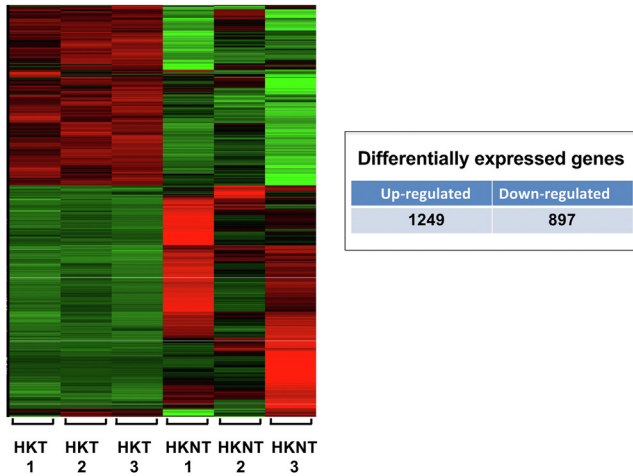 Differentially expressed genes
Up-regulated Down-regulated
1249 897
HKT HKT HKT HKNT HKNT HKNT
1 2 3 1 2 3